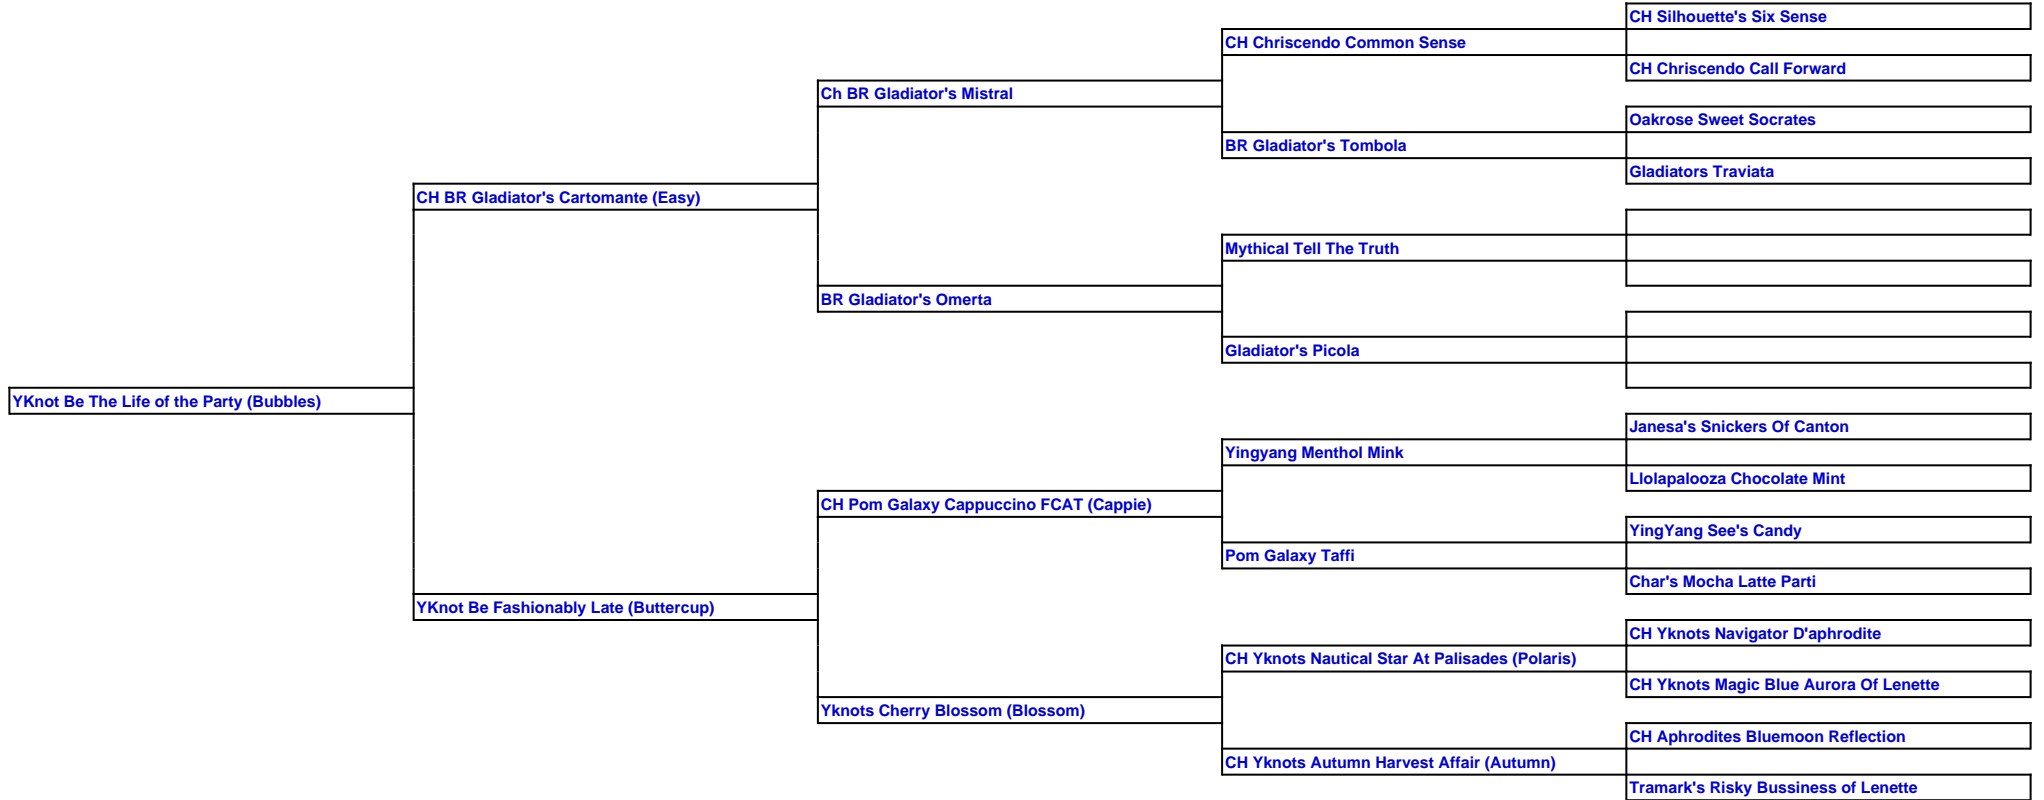 CH Silhouette's Six Sense
CH Chriscendo Common Sense
CH Chriscendo Call Forward
Ch BR Gladiator's Mistral
Oakrose Sweet Socrates
BR Gladiator's Tombola
Gladiators Traviata
CH BR Gladiator's Cartomante (Easy)
Mythical Tell The Truth
BR Gladiator's Omerta
Gladiator's Picola
YKnot Be The Life of the Party (Bubbles)
Janesa's Snickers Of Canton
Yingyang Menthol Mink
Llolapalooza Chocolate Mint
CH Pom Galaxy Cappuccino FCAT (Cappie)
YingYang See's Candy
Pom Galaxy Taffi
Char's Mocha Latte Parti
YKnot Be Fashionably Late (Buttercup)
CH Yknots Navigator D'aphrodite
CH Yknots Nautical Star At Palisades (Polaris)
CH Yknots Magic Blue Aurora Of Lenette
Yknots Cherry Blossom (Blossom)
CH Aphrodites Bluemoon Reflection
CH Yknots Autumn Harvest Affair (Autumn)
Tramark's Risky Bussiness of Lenette